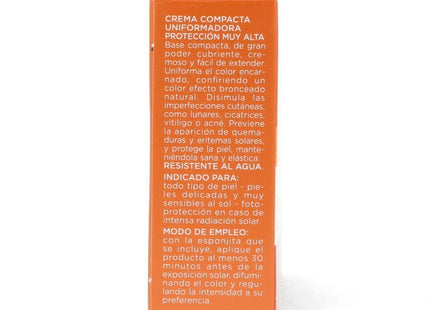 CREMA COMPACTA
UNIFORMADORA
PROTECCIÓN MUY ALTA
Base compacta, de gran
poder cubriente, cre-
moso y fácil de extender.
Uniforma el color encar-
nado, confiriendo un
color efecto bronceado
natural. Disimula las
imperfecciones cutáneas,
como lunares, cicatrices,
vitíligo o acné. Previene
la aparición de quema-
duras y eritemas solares,
y protege la piel, mante-
niéndola sana y elástica.
RESISTENTE AL AGUA.
INDICADO PARA:
todo tipo de piel - pie-
les delicadas y muy
sensibles al sol - foto-
protección en caso de
intensa radiación solar.
MODO DE EMPLEO:
con la esponjita que
se incluye, aplique el
producto al menos 30
minutos antes de la
exposición solar, difumi-
nando el color y regu-
lando la intensidad a su
preferencia.